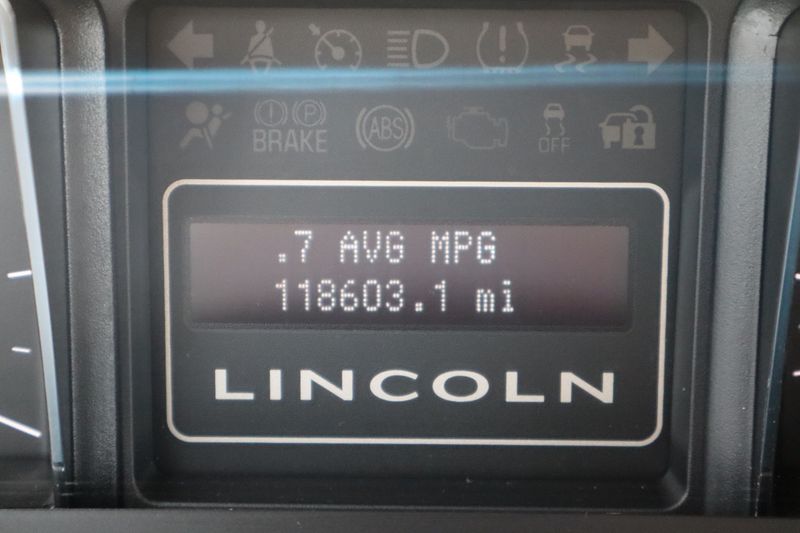 BRAKE
ABS
OFF
.7 AVG MPG
118603.1 mi
LINCOLN